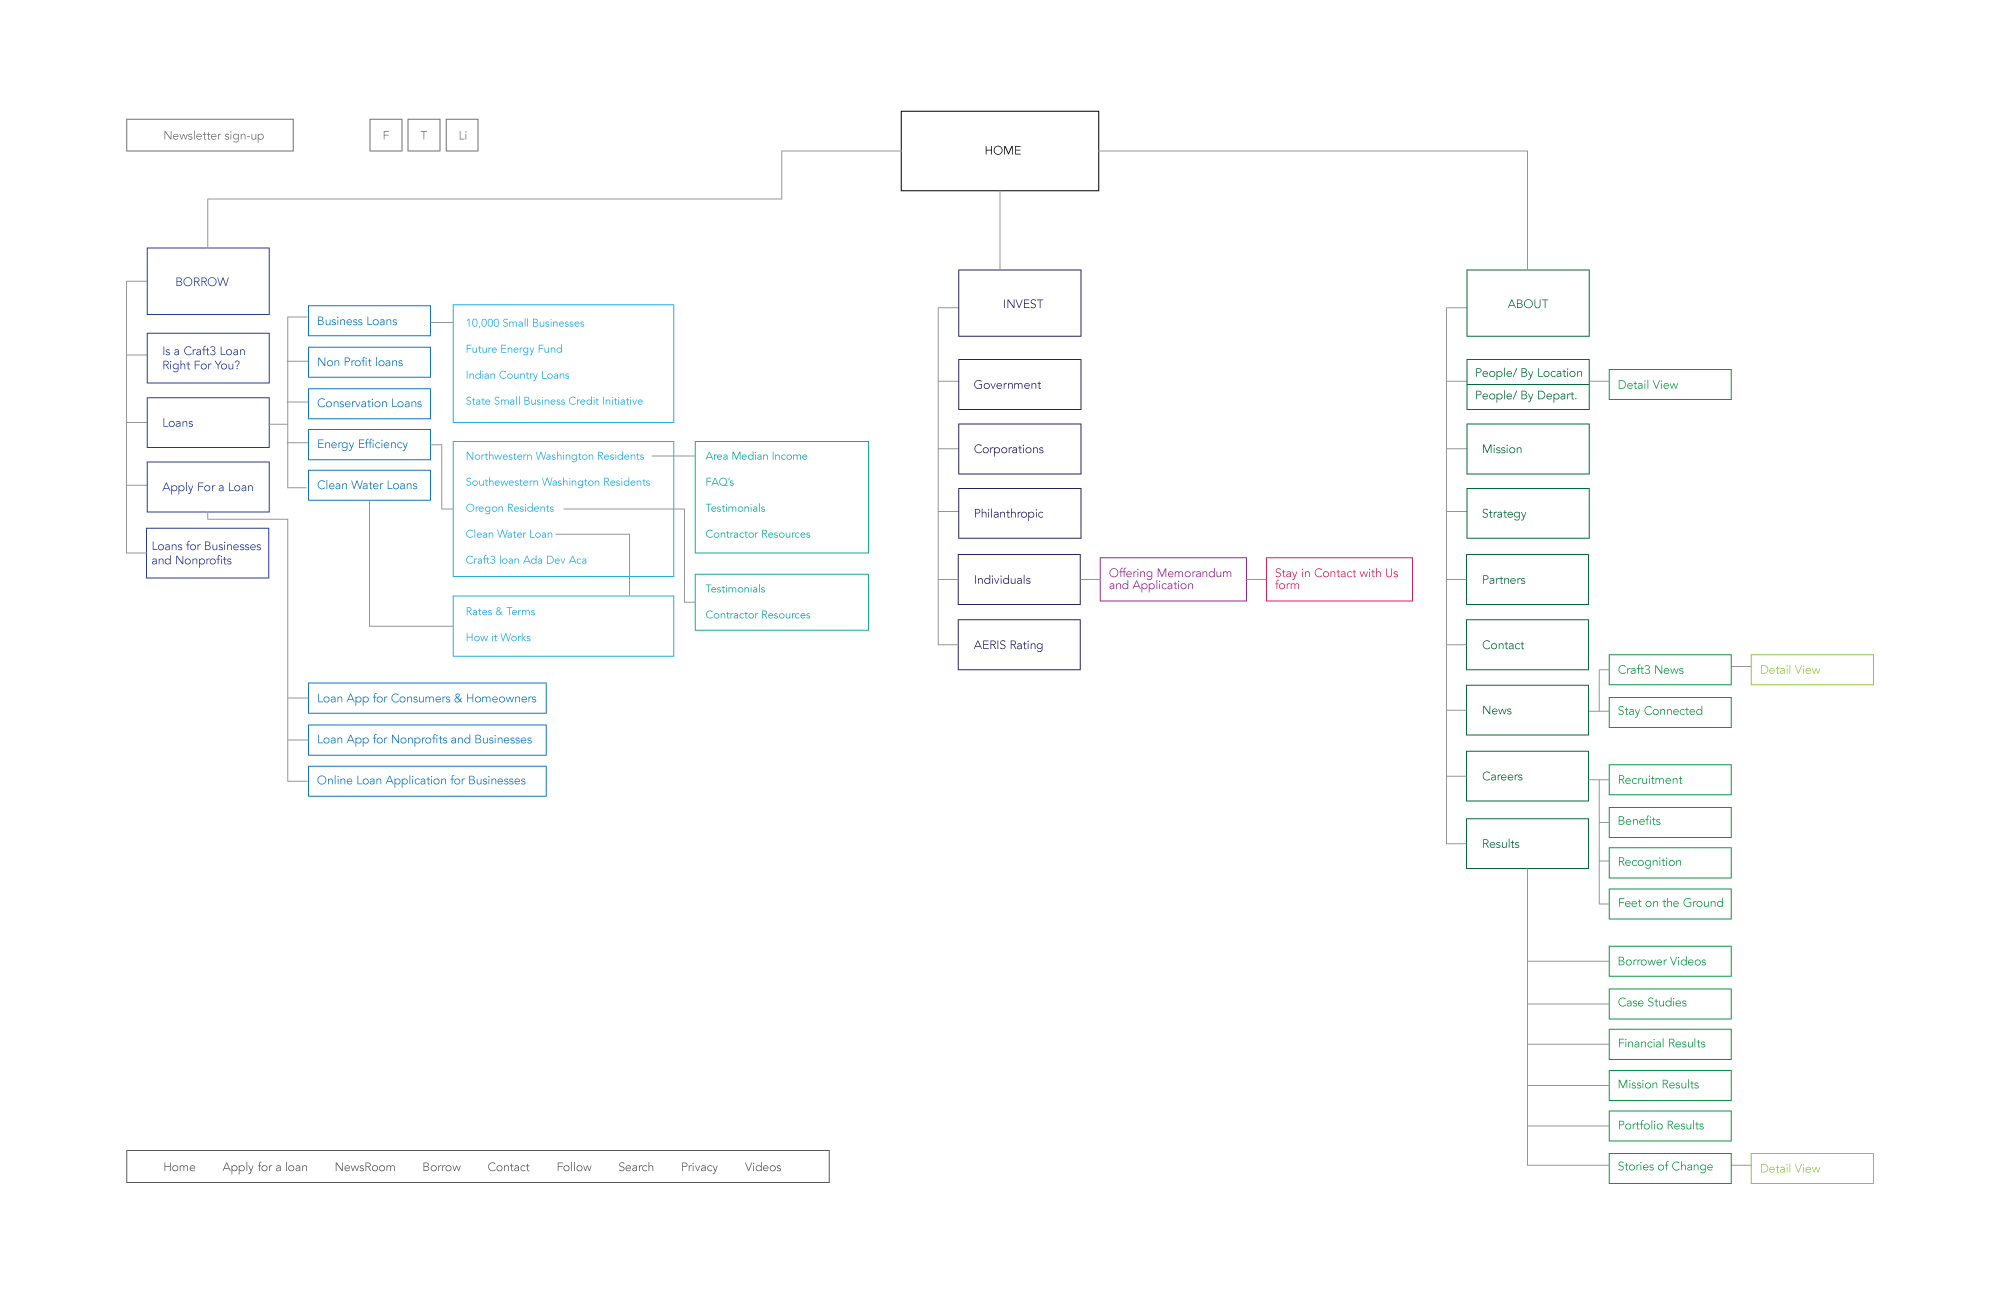 Newsletter sign-up
F
T
Li
HOME
BORROW
Is a Craft3 Loan
Right For You?
Loans
Apply For a Loan
Loans for Businesses
and Nonprofits
Business Loans
Non Profit loans
Conservation Loans
Energy Efficiency
Clean Water Loans
10,000 Small Businesses
Future Energy Fund
Indian Country Loans
State Small Business Credit Initiative
Northwestern Washington Residents
Southewestern Washington Residents
Oregon Residents
Clean Water Loan
Craft3 loan Ada Dev Aca
Rates & Terms
How it Works
Area Median Income
FAQ's
Testimonials
Contractor Resources
Testimonials
Contractor Resources
Loan App for Consumers & Homeowners
Loan App for Nonprofits and Businesses
Online Loan Application for Businesses
INVEST
Government
Corporations
Philanthropic
Individuals
AERIS Rating
Offering Memorandum
and Application
Stay in Contact with Us
form
ABOUT
People/ By Location
People/ By Depart.
Detail View
Mission
Strategy
Partners
Contact
News
Careers
Results
Craft3 News
Detail View
Stay Connected
Recruitment
Benefits
Recognition
Feet on the Ground
Borrower Videos
Case Studies
Financial Results
Mission Results
Portfolio Results
Stories of Change
Detail View
Home Apply for a loan NewsRoom Borrow Contact Follow Search Privacy Videos